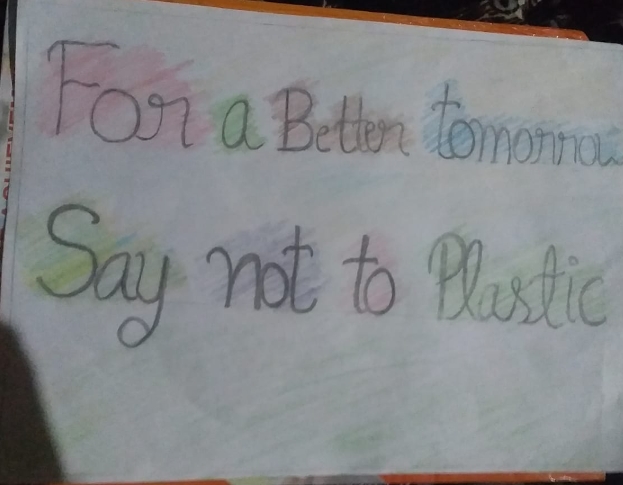 For a Better tomorrow
Say not to Plastic